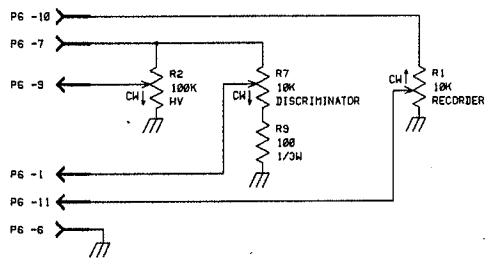 P6 -10
P6 -7
P6 -9
CW
R2
100K
HV
R7
10K
DISCRIMINATOR
CW
CW
R1
10K
RECORDER
R9
100
1/3W
P6 -1
P6 -11
P6 -6